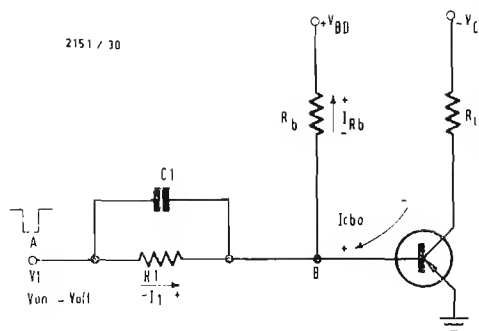 2151 / 30
+VBD
-VC
Rb
+
-
IRb
RL
C1
Icbo
-
+
A
V1
R1
-I1 +
B
Von - Voff